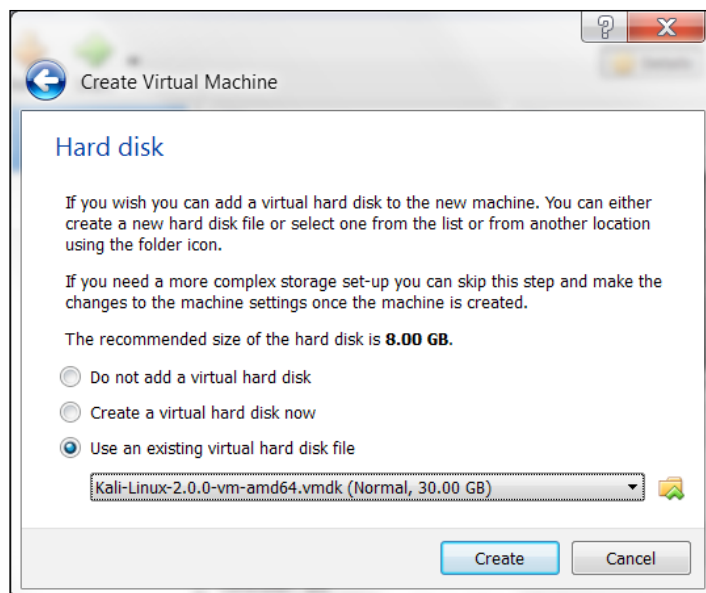 Create Virtual Machine
Hard disk
If you wish you can add a virtual hard disk to the new machine. You can either
create a new hard disk file or select one from the list or from another location
using the folder icon.
If you need a more complex storage set-up you can skip this step and make the
changes to the machine settings once the machine is created.
The recommended size of the hard disk is 8.00 GB.
Do not add a virtual hard disk
Create a virtual hard disk now
Use an existing virtual hard disk file
Kali-Linux-2.0.0-vm-amd64.vmdk (Normal, 30.00 GB)
Create
Cancel